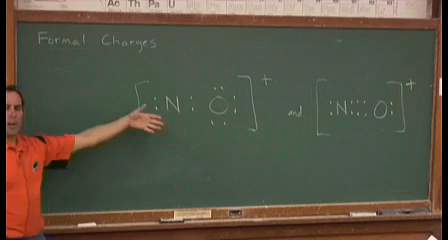 Ac Th Pa U
Formal Charges
[:N : Ö:]+ and [:N:::O:]+